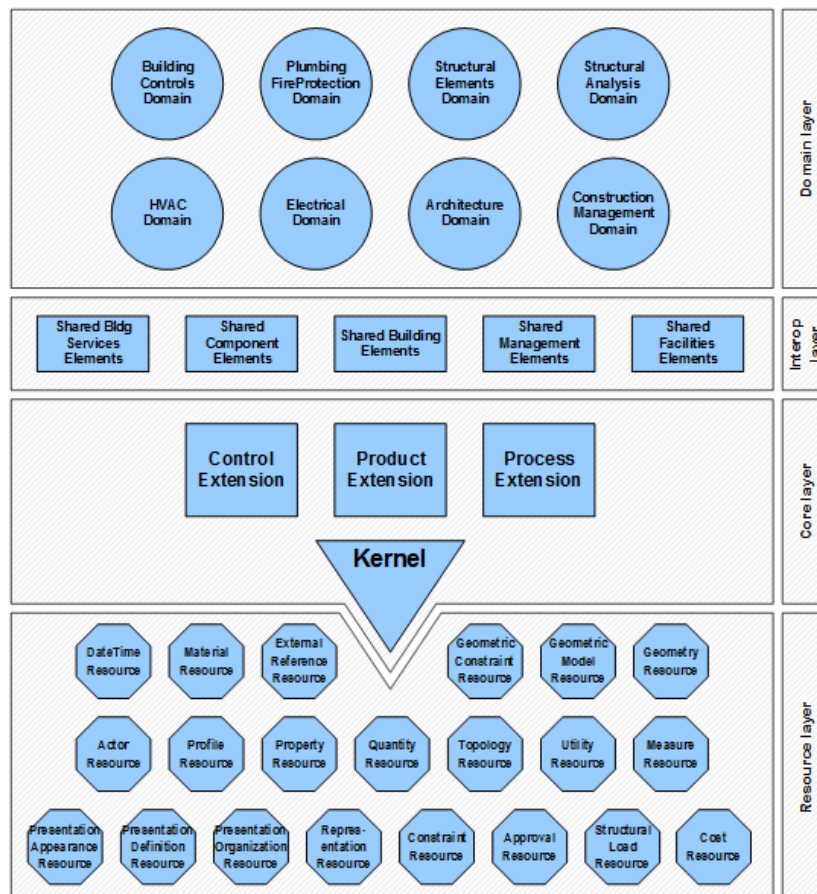 Building
Controls
Domain
Plumbing
FireProtection
Domain
Structural
Elements
Domain
Structural
Analysis
Domain
HVAC
Domain
Electrical
Domain
Architecture
Domain
Construction
Management
Domain
Domain layer
Shared Bldg
Services
Elements
Shared
Component
Elements
Shared Building
Elements
Shared
Management
Elements
Shared
Facilities
Elements
Interop
layer
Control
Extension
Product
Extension
Process
Extension
Kernel
Core layer
DateTime
Resource
Material
Resource
External
Reference
Resource
Geometric
Constraint
Resource
Geometric
Model
Resource
Geometry
Resource
Actor
Resource
Profile
Resource
Property
Resource
Quantity
Resource
Topology
Resource
Utility
Resource
Measure
Resource
Presentation
Appearance
Resource
Presentation
Definition
Resource
Presentation
Organization
Resource
Repres-
entation
Resource
Constraint
Resource
Approval
Resource
Structural
Load
Resource
Cost
Resource
Resource layer